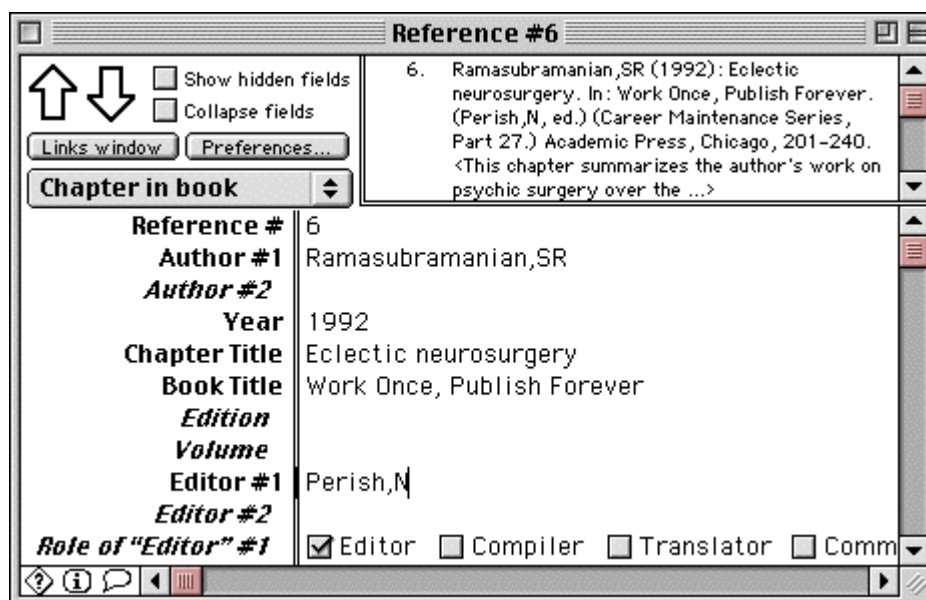 Reference #6
Show hidden fields
Collapse fields
Links window
Preferences...
Chapter in book
6. Ramasubramanian,SR (1992): Eclectic
neurosurgery. In: Work Once, Publish Forever.
(Perish,N, ed.) (Career Maintenance Series,
Part 27.) Academic Press, Chicago, 201-240.
<This chapter summarizes the author's work on
psychic surgery over the ...>
Reference # 6
Author #1 Ramasubramanian,SR
Author #2
Year 1992
Chapter Title Eclectic neurosurgery
Book Title Work Once, Publish Forever
Edition
Volume
Editor #1 Perish,N
Editor #2
Role of "Editor" #1 Editor Compiler Translator Comm